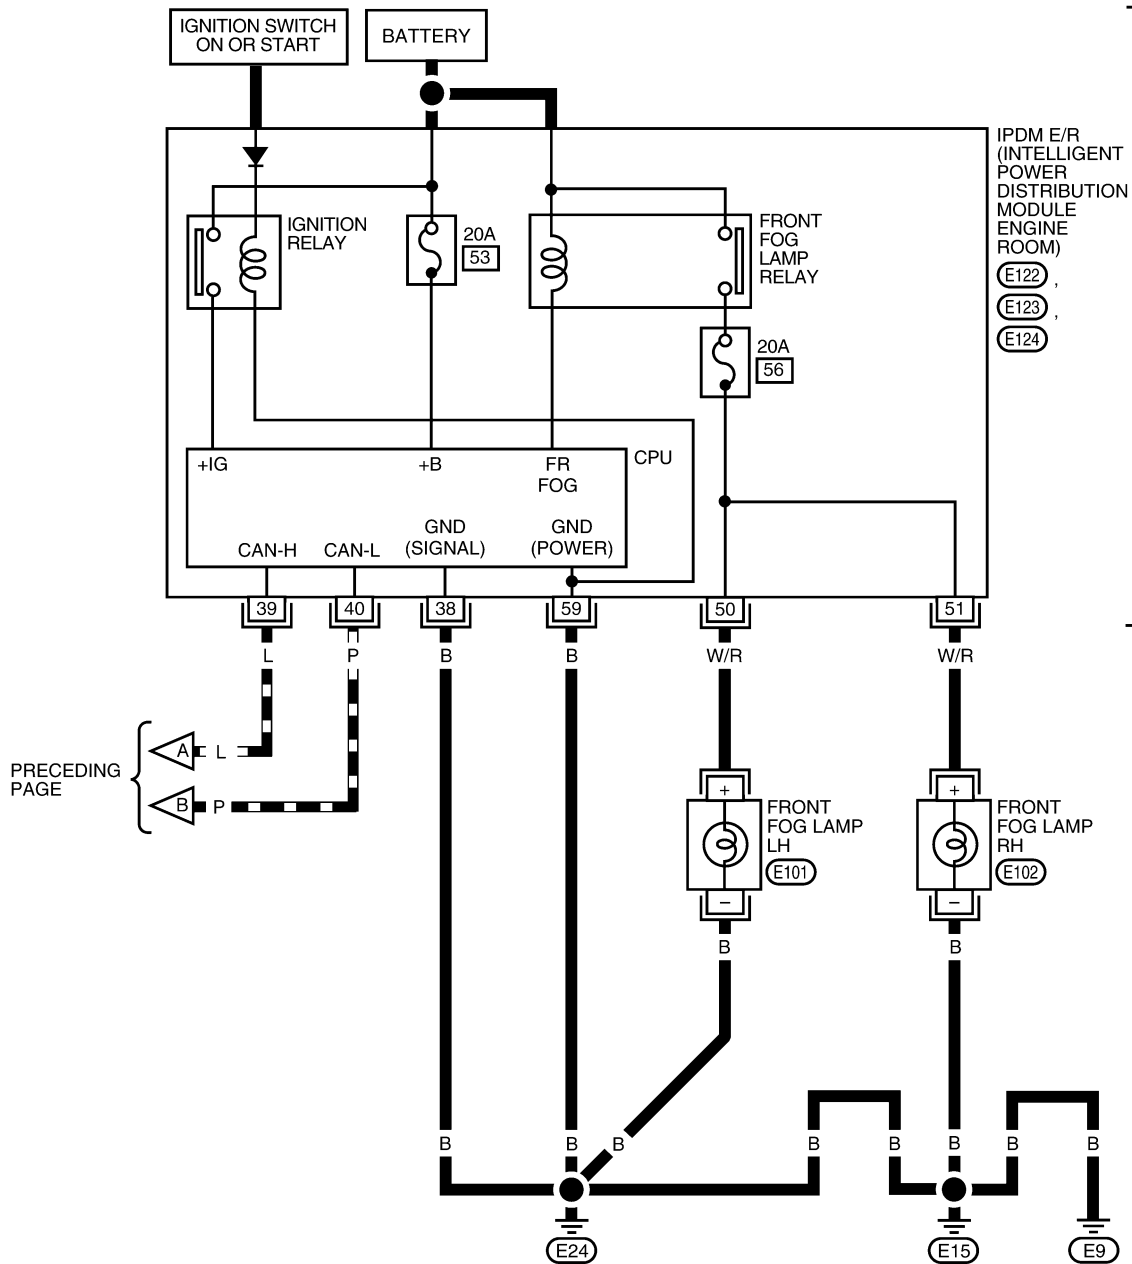 IGNITION SWITCH
ON OR START
BATTERY
IPDM E/R
(INTELLIGENT
POWER
DISTRIBUTION
MODULE
ENGINE
ROOM)
E122 ,
E123 ,
E124
IGNITION
RELAY
20A
53
FRONT
FOG
LAMP
RELAY
20A
56
CPU
+IG
+B
FR
FOG
CAN-H
CAN-L
GND
(SIGNAL)
GND
(POWER)
39
40
38
59
50
51
L
P
B
B
W/R
W/R
PRECEDING
PAGE
A
L
B
P
+
FRONT
FOG LAMP
LH
E101
–
+
FRONT
FOG LAMP
RH
E102
–
B
B
B
B
B
B
B
B
B
B
E24
E15
E9